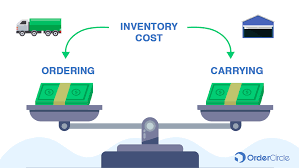 INVENTORY
COST
ORDERING
CARRYING
OrderCircle